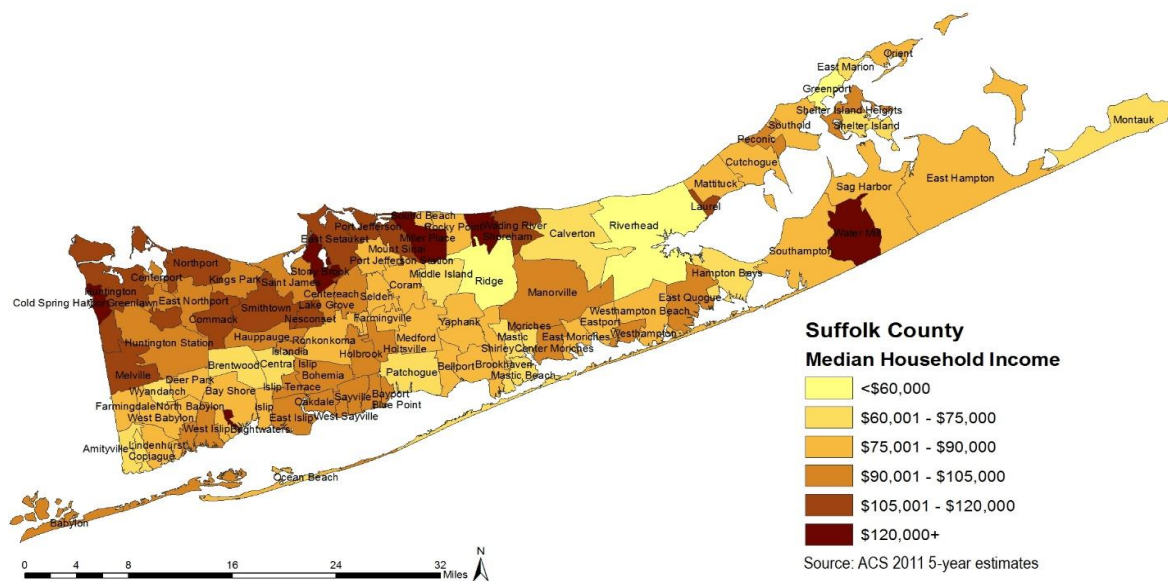 Orient
East Marion
Greenport
Shelter Island Heights
Southold
Shelter Island
Montauk
Peconic
Cutchogue
East Hampton
Mattituck
Sag Harbor
Laurel
Sound Beach
Port Jefferson
Rocky Point
Wading River
Riverhead
Calverton
Water Mill
East Setauket
Miller Place
Shoreham
Mount Sinai
Southampton
Northport
Stony Brook
Port Jefferson Station
Centerport
Kings Park
Saint James
Middle Island
Ridge
Hampton Bays
Huntington
Centereach
Coram
Manorville
Cold Spring Harbor
Greenlawn
East Northport
Smithtown
Lake Grove
Selden
East Quogue
Commack
Nesconset
Farmingville
Yaphank
Westhampton Beach
Huntington Station
Hauppauge
Ronkonkoma
Medford
Moriches
Eastport
Islandia
Holbrook
Holtsville
Mastic
East Moriches
Westhampton
Shirley
Center Moriches
Melville
Deer Park
Brentwood
Central Islip
Bohemia
Patchogue
Bellport
Brookhaven
Mastic Beach
Wyandanch
Bay Shore
Islip Terrace
Bayport
Farmingdale
North Babylon
Islip
Oakdale
Sayville
Blue Point
West Babylon
East Islip
West Sayville
West Islip
Brightwaters
Amityville
Lindenhurst
Copiague
Ocean Beach
Babylon
Suffolk County
Median Household Income
<$60,000
$60,001 - $75,000
$75,001 - $90,000
$90,001 - $105,000
$105,001 - $120,000
$120,000+
Source: ACS 2011 5-year estimates
N
0 4 8 16 24 32
Miles